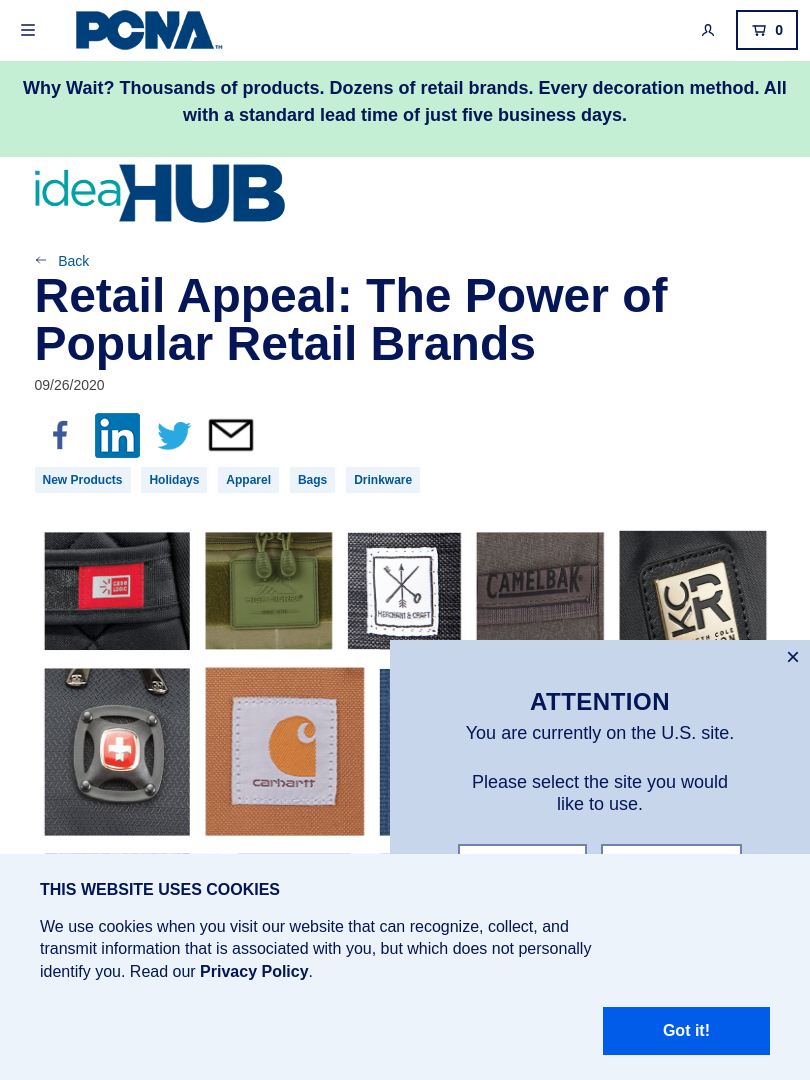 PCNA™
0
Why Wait? Thousands of products. Dozens of retail brands. Every decoration method. All
with a standard lead time of just five business days.
ideaHUB
Back
Retail Appeal: The Power of
Popular Retail Brands
09/26/2020
New Products
Holidays
Apparel
Bags
Drinkware
CASE
LOGIC
HIGH SIERRA
MERCHANT & CRAFT
CAMELBAK
KCR
carhartt
ATTENTION
You are currently on the U.S. site.
Please select the site you would
like to use.
THIS WEBSITE USES COOKIES
We use cookies when you visit our website that can recognize, collect, and
transmit information that is associated with you, but which does not personally
identify you. Read our Privacy Policy.
Got it!